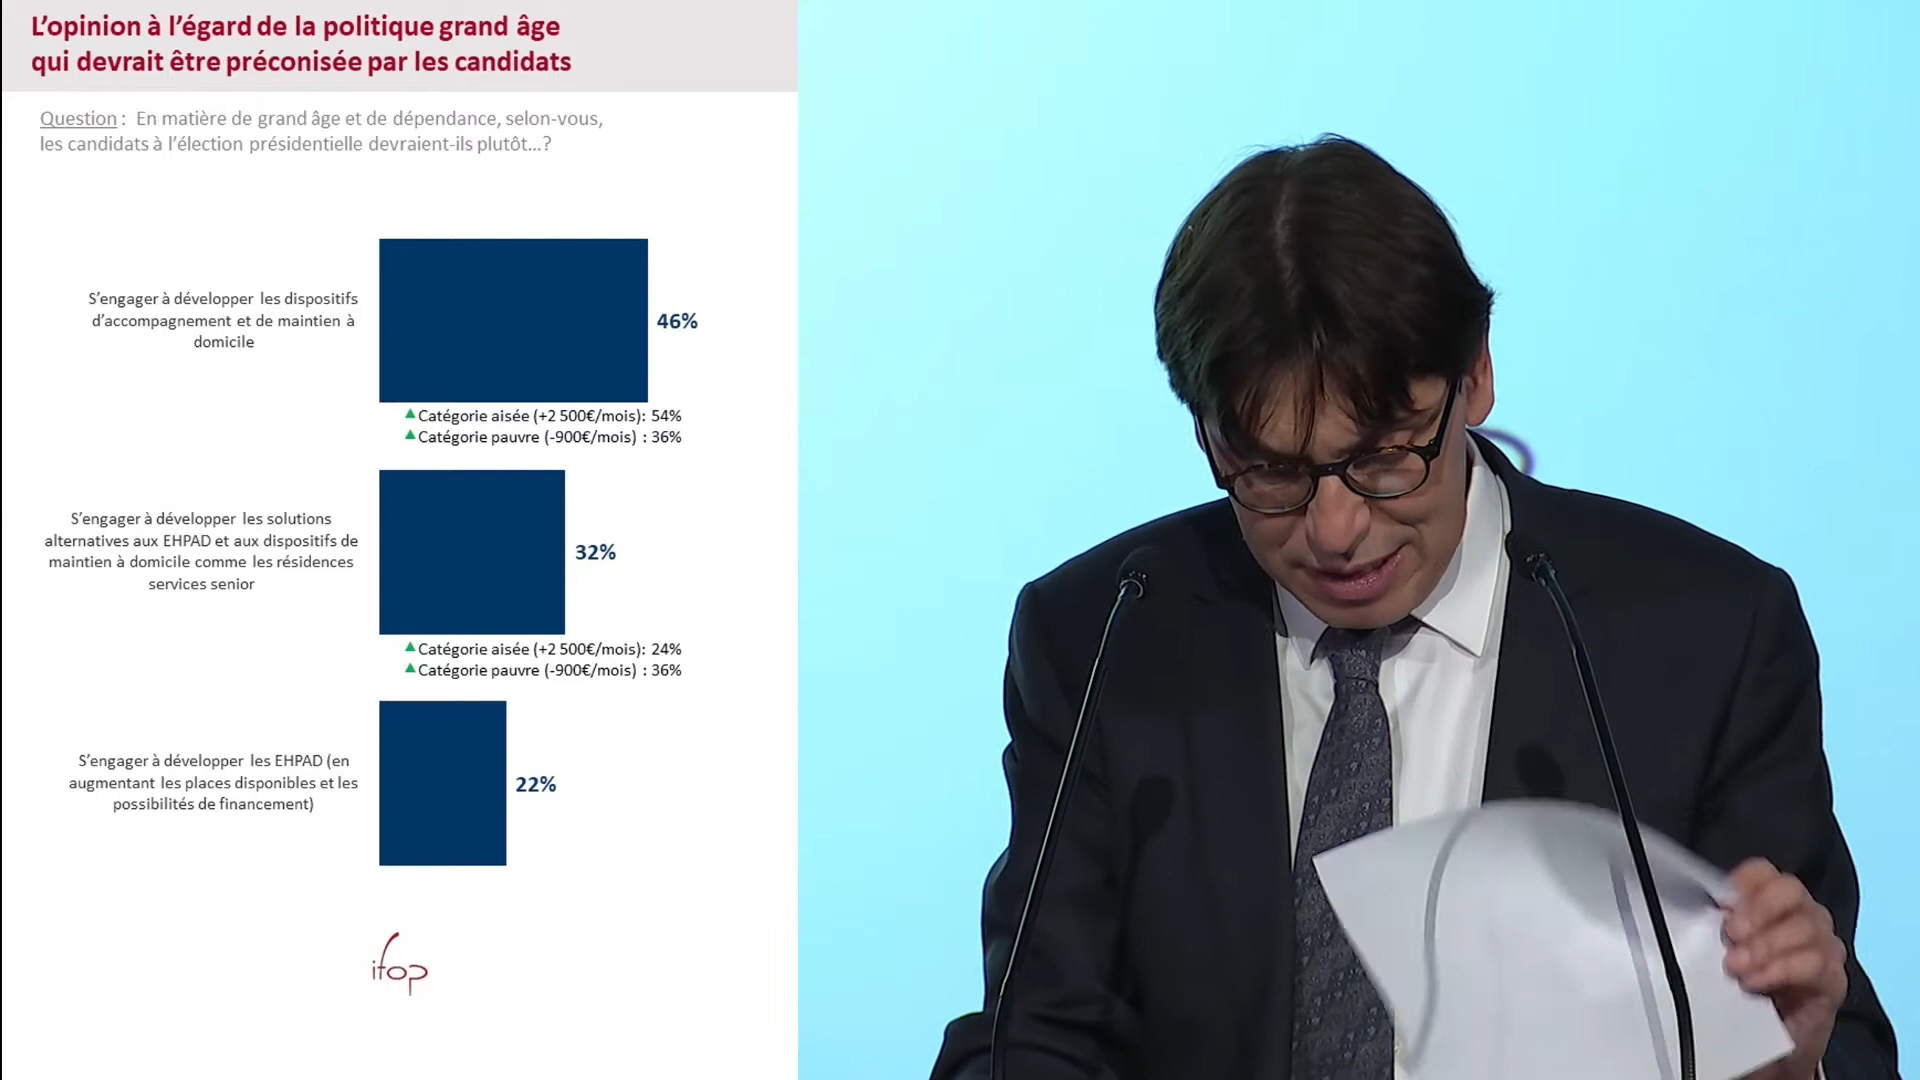 L'opinion à l'égard de la politique grand âge
qui devrait être préconisée par les candidats
Question : En matière de grand âge et de dépendance, selon-vous,
les candidats à l'élection présidentielle devraient-ils plutôt...?
S'engager à développer les dispositifs
d'accompagnement et de maintien à
domicile
46%
▲Catégorie aisée (+2 500€/mois): 54%
▲Catégorie pauvre (-900€/mois) : 36%
S'engager à développer les solutions
alternatives aux EHPAD et aux dispositifs de
maintien à domicile comme les résidences
services senior
32%
▲Catégorie aisée (+2 500€/mois): 24%
▲Catégorie pauvre (-900€/mois) : 36%
S'engager à développer les EHPAD (en
augmentant les places disponibles et les
possibilités de financement)
22%
ifop